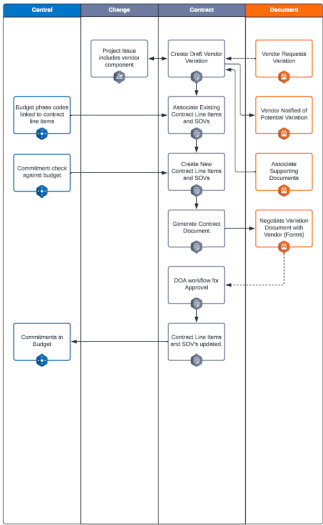 Control
Change
Contract
Document
Project Issue
includes vendor
component
Create Draft Vendor
Variation
Vendor Requests
Variation
Budget phase codes
linked to contract
line items
Associate Existing
Contract Line Items
and SOVs
Vendor Notified of
Potential Variation
Commitment check
against budget
Create New
Contract Line Items
and SOVs
Associate
Supporting
Documents
Generate Contract
Document
Negotiate Variation
Document with
Vendor (Forms)
DOA workflow for
Approval
Commitments in
Budget
Contract Line Items
and SOV's updated.